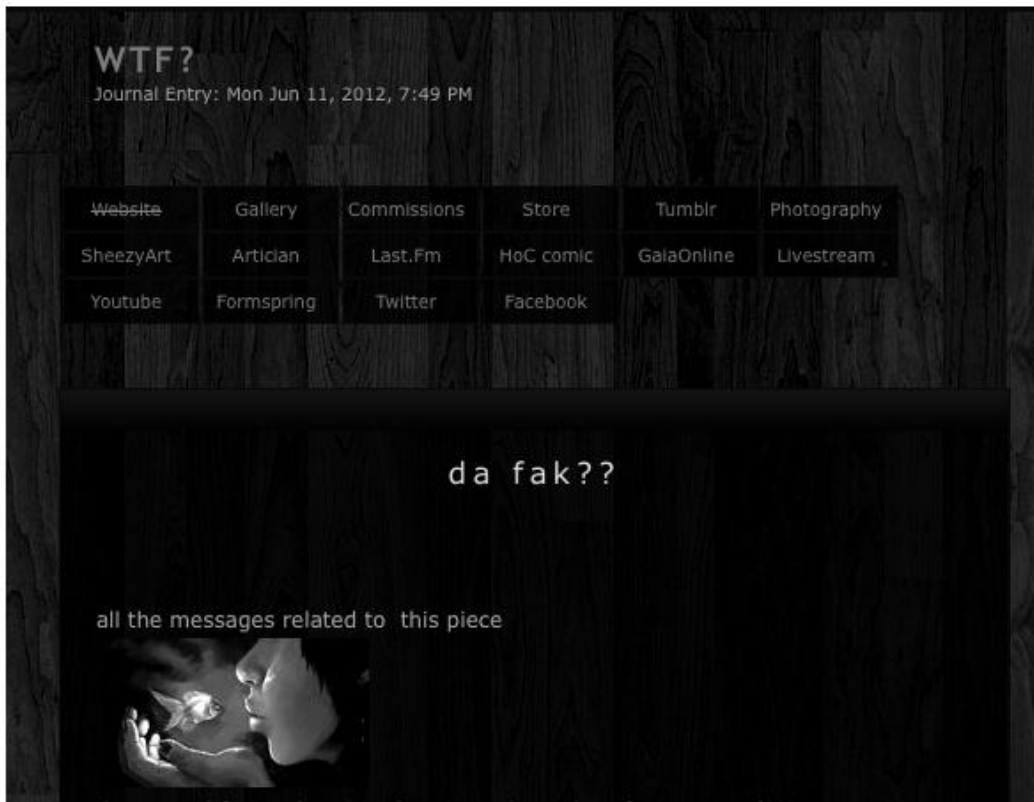 WTF?
Journal Entry: Mon Jun 11, 2012, 7:49 PM
Website Gallery Commissions Store Tumblr Photography
SheezyArt Artician Last.Fm HoC comic GaiaOnline Livestream
Youtube Formspring Twitter Facebook
da fak??
all the messages related to this piece